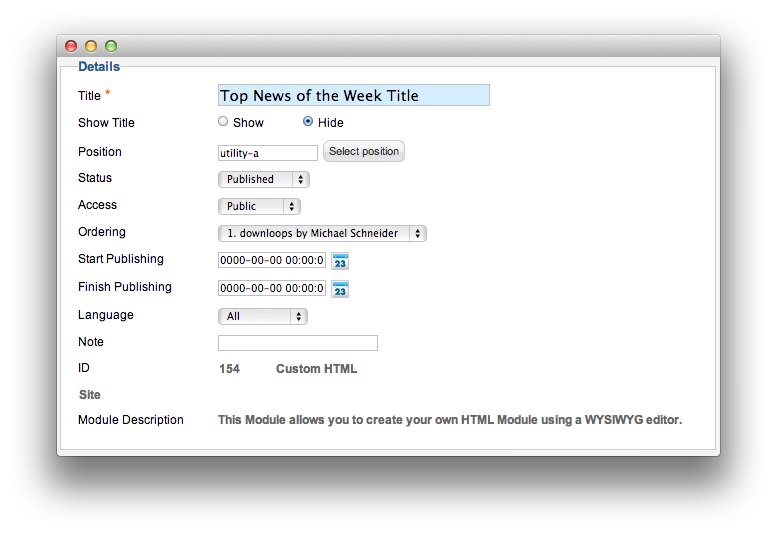 Details
Title * Top News of the Week Title
Show Title Show Hide
Position utility-a Select position
Status Published
Access Public
Ordering 1. downloops by Michael Schneider
Start Publishing 0000-00-00 00:00:0 23
Finish Publishing 0000-00-00 00:00:0 23
Language All
Note
ID 154 Custom HTML
Site
Module Description This Module allows you to create your own HTML Module using a WYSIWYG editor.